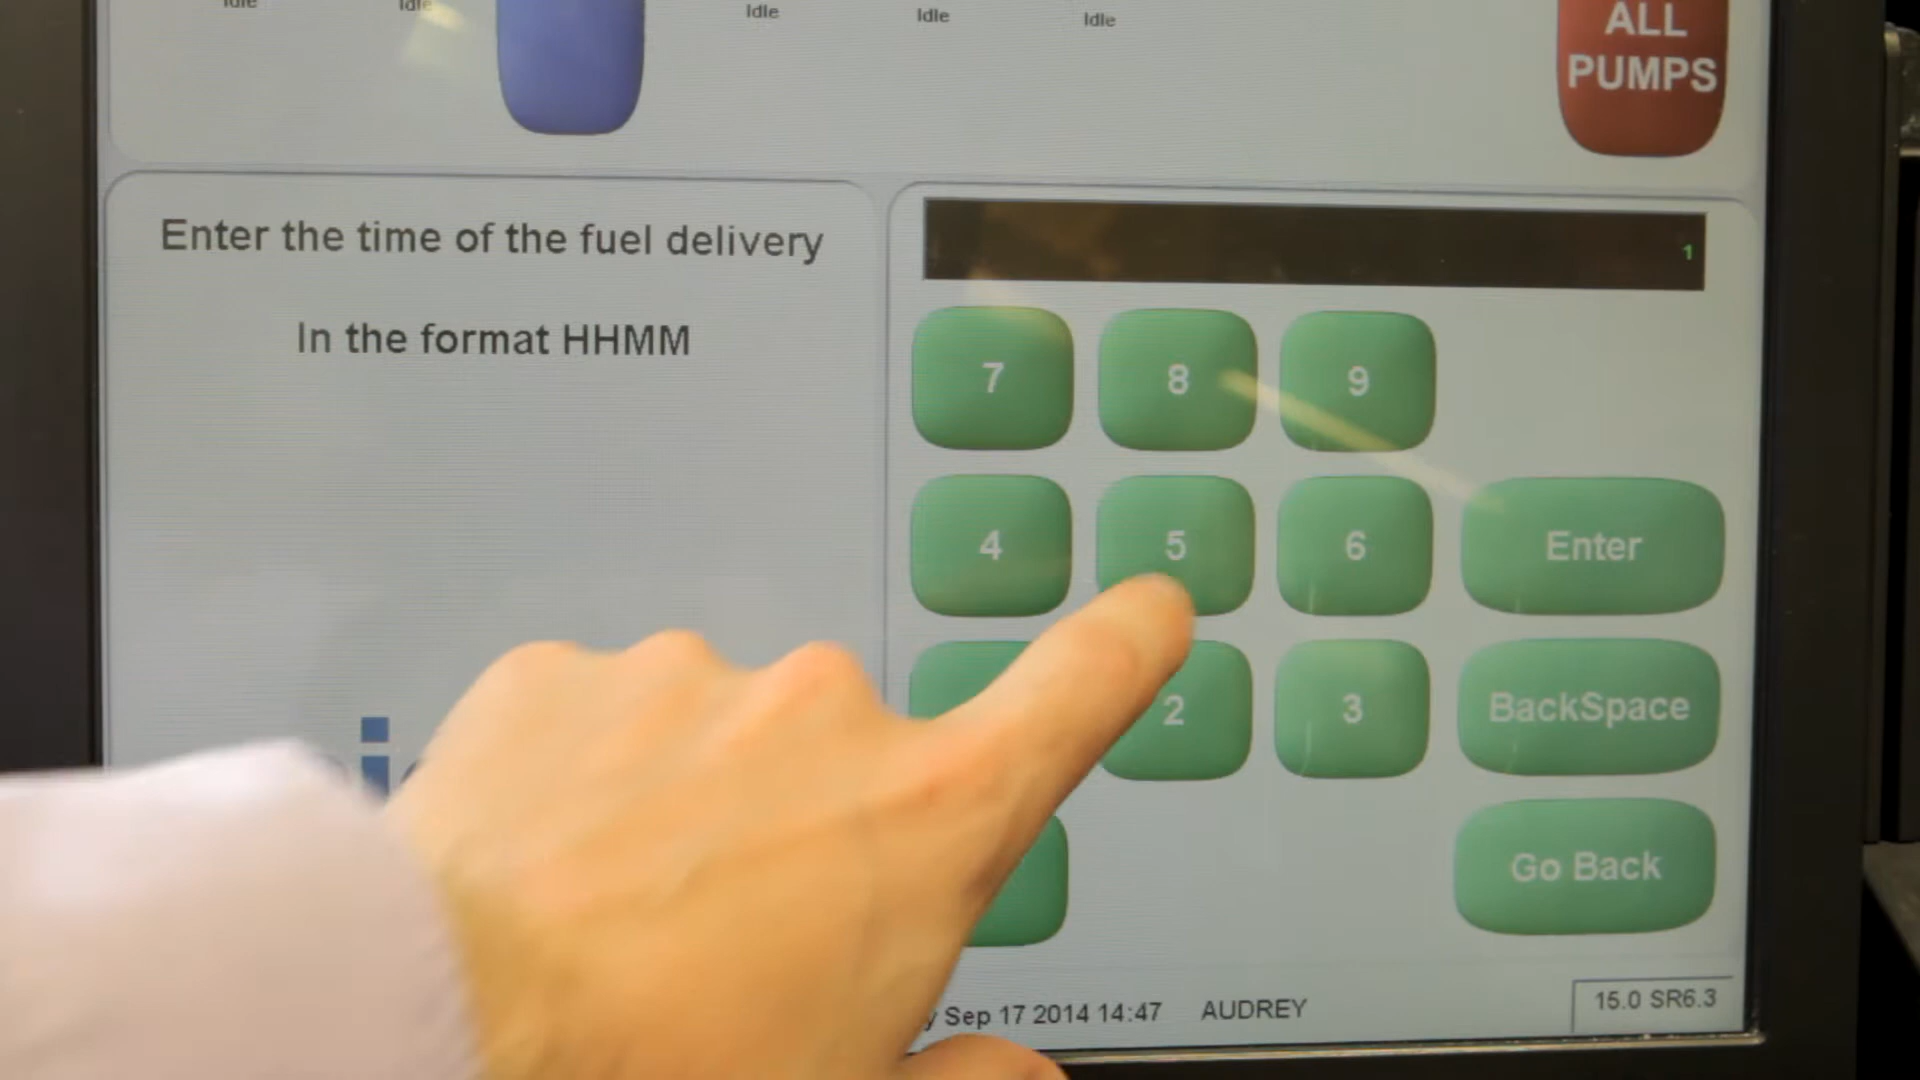 Idle Idle Idle Idle Idle
ALL
PUMPS
Enter the time of the fuel delivery
In the format HHMM
1
7 8 9
4 5 6 Enter
2 3 BackSpace
Go Back
Sep 17 2014 14:47 AUDREY
15.0 SR6.3